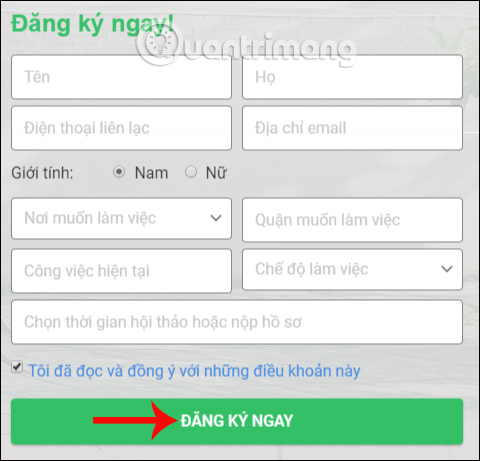 Đăng ký ngay!
Quantrimang
Tên
Họ
Điện thoại liên lạc
Địa chỉ email
Giới tính: Nam Nữ
Nơi muốn làm việc
Quận muốn làm việc
Công việc hiện tại
Chế độ làm việc
Chọn thời gian hội thảo hoặc nộp hồ sơ
Tôi đã đọc và đồng ý với những điều khoản này
ĐĂNG KÝ NGAY